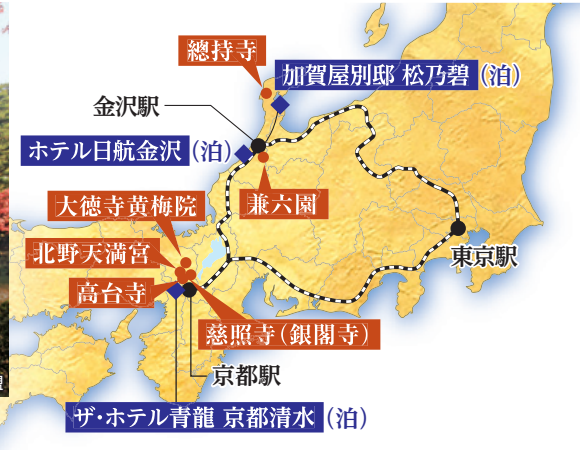 總持寺
加賀屋別邸 松乃碧(泊)
金沢駅
ホテル日航金沢(泊)
兼六園
大徳寺黄梅院
北野天満宮
東京駅
高台寺
慈照寺(銀閣寺)
京都駅
ザ・ホテル青龍 京都清水(泊)